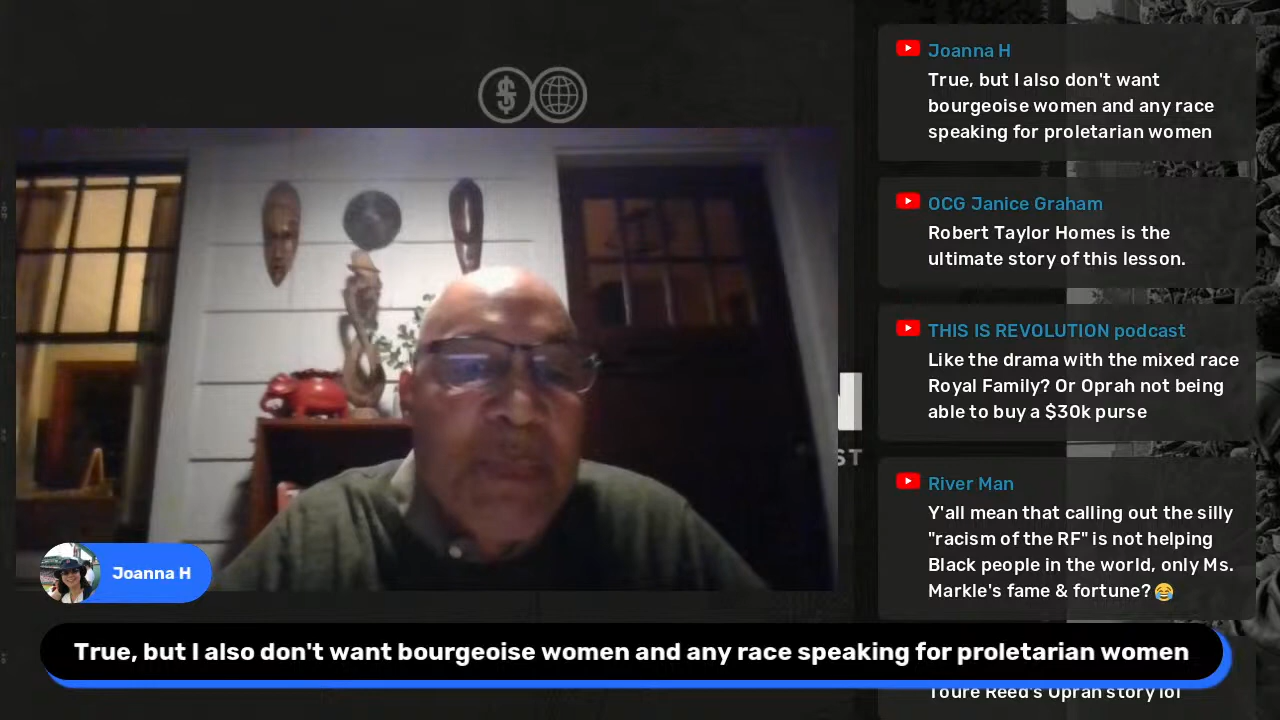 Joanna H
True, but I also don't want
bourgeoise women and any race
speaking for proletarian women
OCG Janice Graham
Robert Taylor Homes is the
ultimate story of this lesson.
THIS IS REVOLUTION podcast
Like the drama with the mixed race
Royal Family? Or Oprah not being
able to buy a $30k purse
River Man
Y'all mean that calling out the silly
"racism of the RF" is not helping
Black people in the world, only Ms.
Markle's fame & fortune?😂
Toure Reed's Oprah story lol
ST
Joanna H
True, but I also don't want bourgeoise women and any race speaking for proletarian women